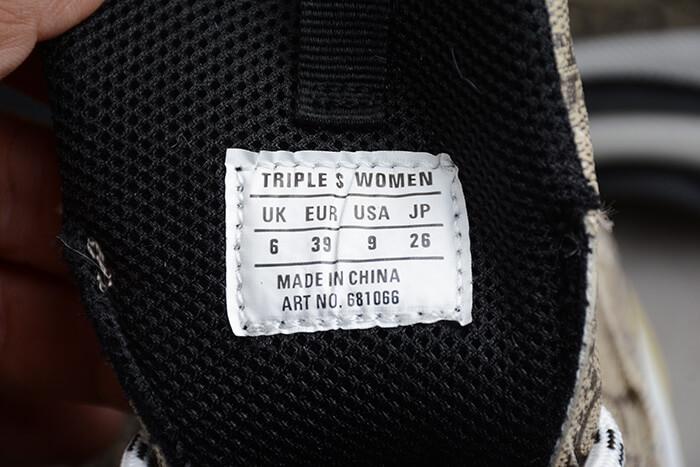 TRIPLE S WOMEN
UK EUR USA JP
6 39 9 26
MADE IN CHINA
ART NO. 681066